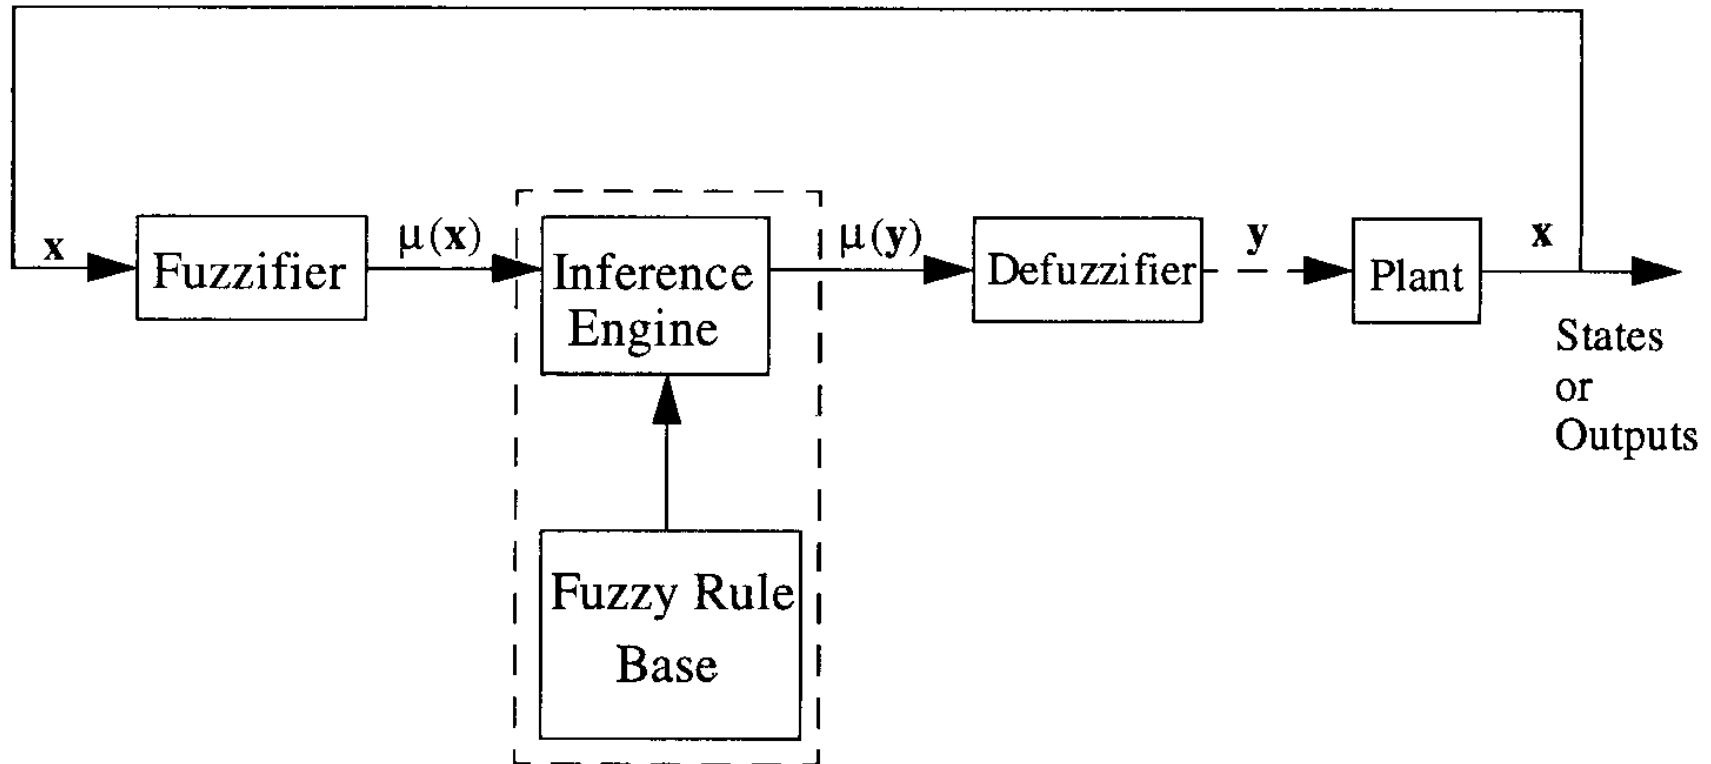 x
Fuzzifier
μ(x)
Inference
Engine
μ(y)
Defuzzifier
y
Plant
x
States
or
Outputs
Fuzzy Rule
Base